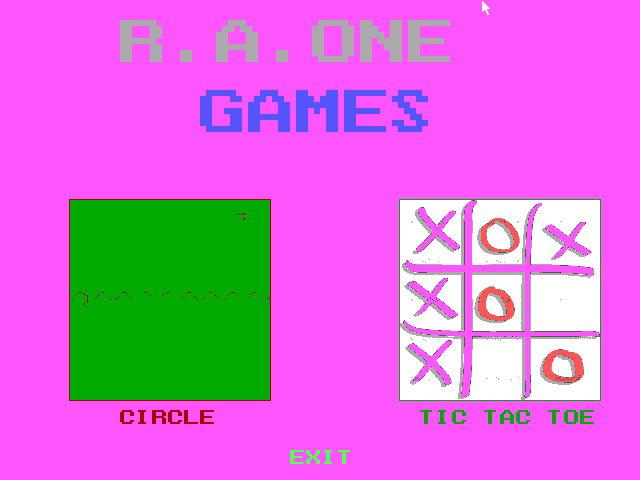 R.A.ONE
GAMES
X O X
X O
X O
CIRCLE
TIC TAC TOE
EXIT